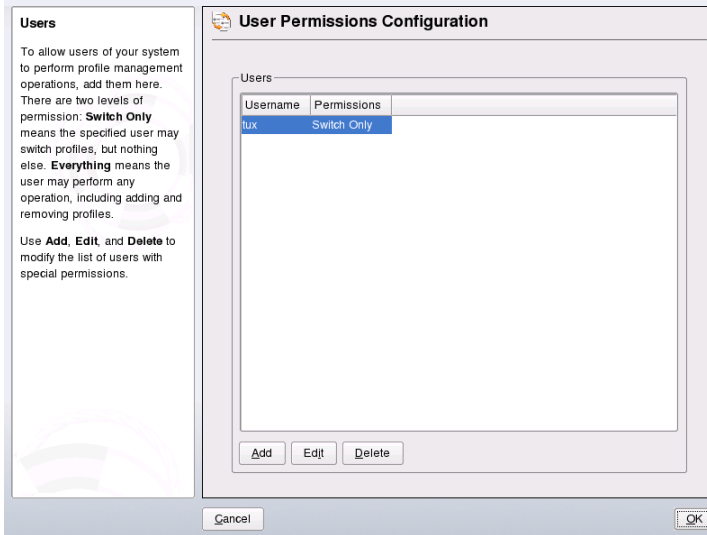 Users
To allow users of your system
to perform profile management
operations, add them here.
There are two levels of
permission: Switch Only
means the specified user may
switch profiles, but nothing
else. Everything means the
user may perform any
operation, including adding and
removing profiles.
Use Add, Edit, and Delete to
modify the list of users with
special permissions.
User Permissions Configuration
Users
Username Permissions
tux Switch Only
Add Edit Delete
Cancel OK